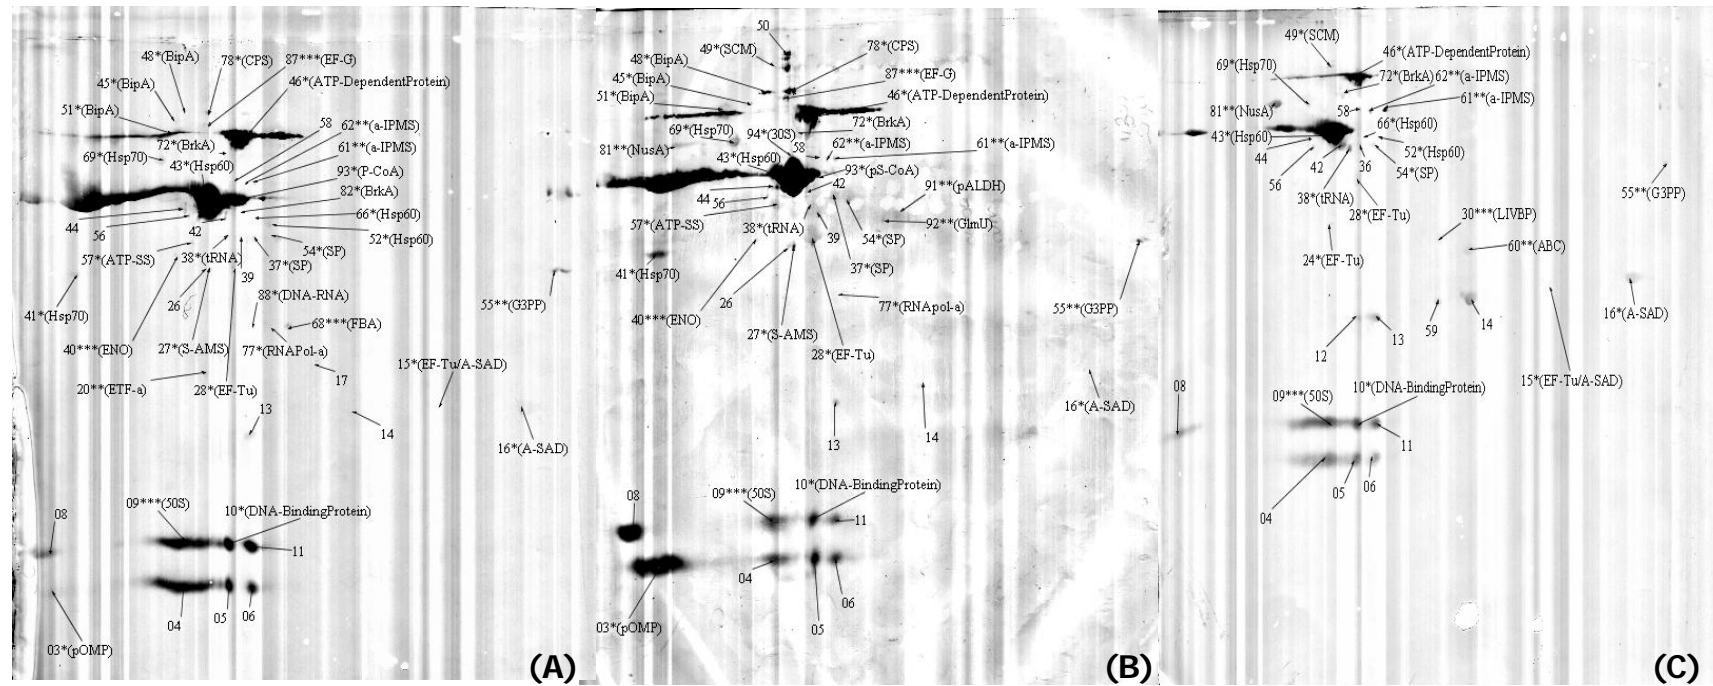 48*(BipA)
78*(CPS)
87***(EF-G)
45*(BipA)
46*(ATP-DependentProtein)
51*(BipA)
58
62**(a-IPMS)
72*(BrkA)
61**(a-IPMS)
69*(Hsp70)
43*(Hsp60)
93*(P-CoA)
82*(BrkA)
66*(Hsp60)
44
56
42
52*(Hsp60)
54*(SP)
57*(ATP-SS)
38*(tRNA)
37*(SP)
39
26
88*(DNA-RNA)
41*(Hsp70)
68***(FBA)
55**(G3PP)
40***(ENO)
27*(S-AMS)
77*(RNAPol-a)
17
15*(EF-Tu/A-SAD)
20**(ETF-a)
28*(EF-Tu)
13
14
16*(A-SAD)
09***(50S)
10*(DNA-BindingProtein)
08
11
04
05
06
03*(pOMP)
(A)
50
49*(SCM)
78*(CPS)
48*(BipA)
87***(EF-G)
45*(BipA)
51*(BipA)
46*(ATP-DependentProtein)
72*(BrkA)
69*(Hsp70)
94*(30S)
58
62**(a-IPMS)
61**(a-IPMS)
81**(NusA)
43*(Hsp60)
93*(pS-CoA)
42
91**(pALDH)
44
56
92**(GlmU)
57*(ATP-SS)
38*(tRNA)
39
54*(SP)
37*(SP)
41*(Hsp70)
26
77*(RNApol-a)
55**(G3PP)
40***(ENO)
27*(S-AMS)
28*(EF-Tu)
16*(A-SAD)
13
14
10*(DNA-BindingProtein)
08
09***(50S)
11
04
06
05
03*(pOMP)
(B)
49*(SCM)
46*(ATP-DependentProtein)
69*(Hsp70)
72*(BrkA)
62**(a-IPMS)
61**(a-IPMS)
81**(NusA)
58
66*(Hsp60)
43*(Hsp60)
44
42
36
52*(Hsp60)
54*(SP)
56
38*(tRNA)
55**(G3PP)
28*(EF-Tu)
30***(LIVBP)
60**(ABC)
24*(EF-Tu)
16*(A-SAD)
59
14
13
12
15*(EF-Tu/A-SAD)
08
10*(DNA-BindingProtein)
09***(50S)
11
06
05
04
(C)